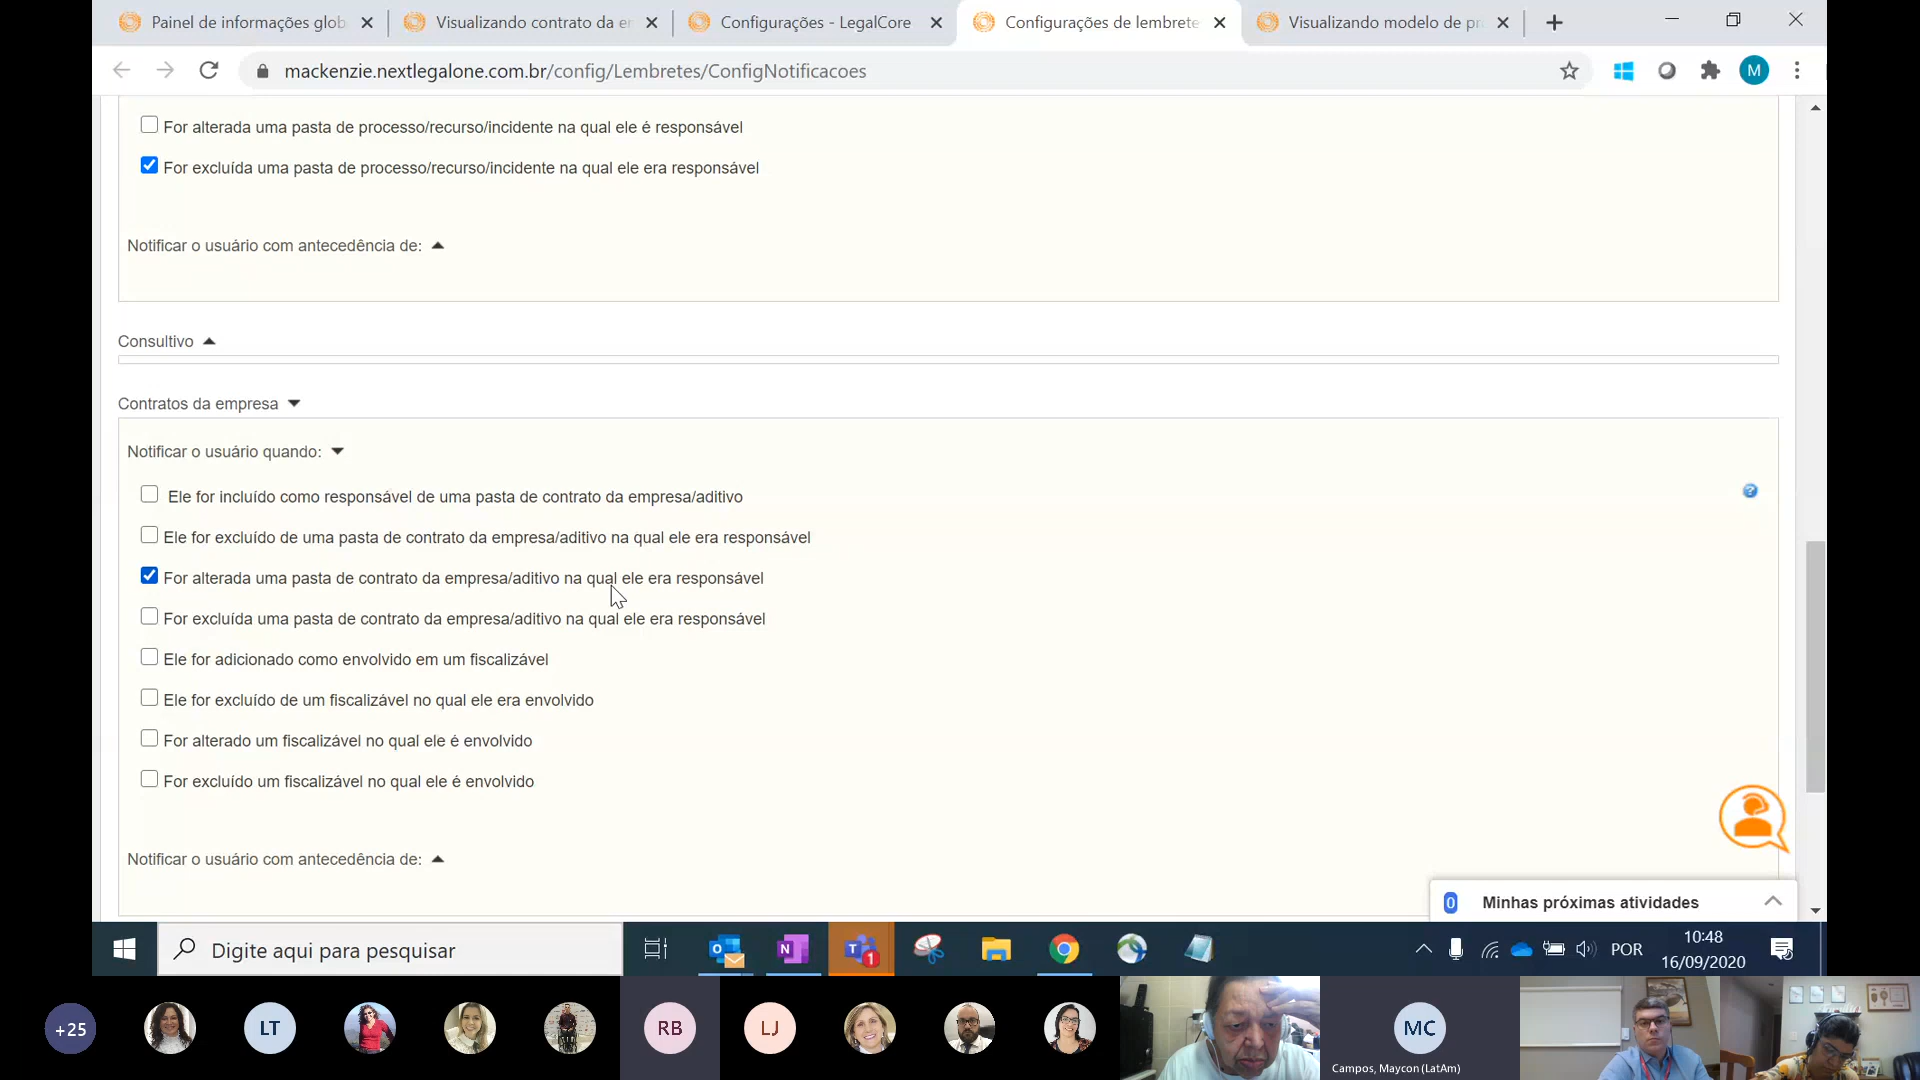 Painel de informações glob
Visualizando contrato da e
Configurações - LegalCore
Configurações de lembrete
Visualizando modelo de p
mackenzie.nextlegalone.com.br/config/Lembretes/ConfigNotificacoes
M
For alterada uma pasta de processo/recurso/incidente na qual ele é responsável
For excluída uma pasta de processo/recurso/incidente na qual ele era responsável
Notificar o usuário com antecedência de:
Consultivo
Contratos da empresa
Notificar o usuário quando:
Ele for incluído como responsável de uma pasta de contrato da empresa/aditivo
Ele for excluído de uma pasta de contrato da empresa/aditivo na qual ele era responsável
For alterada uma pasta de contrato da empresa/aditivo na qual ele era responsável
For excluída uma pasta de contrato da empresa/aditivo na qual ele era responsável
Ele for adicionado como envolvido em um fiscalizável
Ele for excluído de um fiscalizável no qual ele era envolvido
For alterado um fiscalizável no qual ele é envolvido
For excluído um fiscalizável no qual ele é envolvido
Notificar o usuário com antecedência de:
0 Minhas próximas atividades
Digite aqui para pesquisar
1
POR
10:48
16/09/2020
+25
LT
RB
LJ
MC
Campos, Maycon (LatAm)